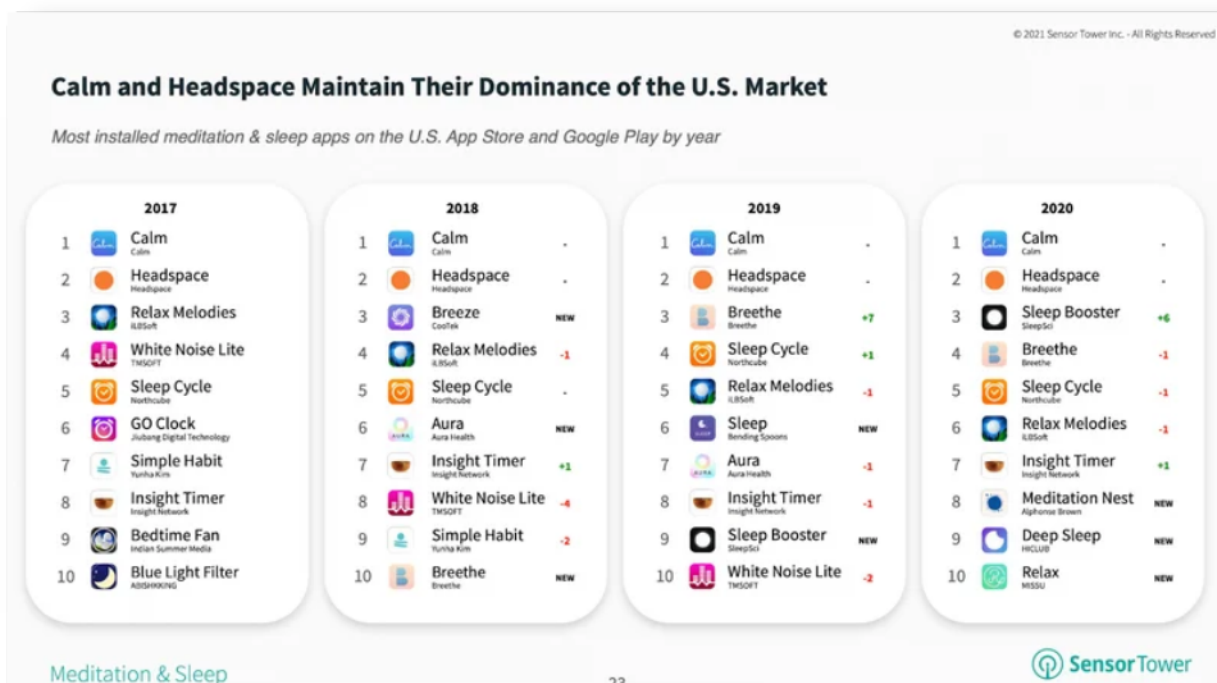 © 2021 Sensor Tower Inc. - All Rights Reserved
Calm and Headspace Maintain Their Dominance of the U.S. Market
Most installed meditation & sleep apps on the U.S. App Store and Google Play by year
2017
1 Calm
Calm
2 Headspace
Headspace
3 Relax Melodies
iLBSoft
4 White Noise Lite
TMSOFT
5 Sleep Cycle
Northcube
6 GO Clock
Jiubang Digital Technology
7 Simple Habit
Yunha Kim
8 Insight Timer
Insight Network
9 Bedtime Fan
Indian Summer Media
10 Blue Light Filter
ABISHKKING
2018
1 Calm -
Calm
2 Headspace -
Headspace
3 Breeze NEW
CooTek
4 Relax Melodies -1
iLBSoft
5 Sleep Cycle -
Northcube
6 Aura NEW
Aura Health
7 Insight Timer +1
Insight Network
8 White Noise Lite -4
TMSOFT
9 Simple Habit -2
Yunha Kim
10 Breethe NEW
Breethe
2019
1 Calm -
Calm
2 Headspace -
Headspace
3 Breethe +7
Breethe
4 Sleep Cycle +1
Northcube
5 Relax Melodies -1
iLBSoft
6 Sleep NEW
Bending Spoons
7 Aura -1
Aura Health
8 Insight Timer -1
Insight Network
9 Sleep Booster NEW
SleepSci
10 White Noise Lite -2
TMSOFT
2020
1 Calm -
Calm
2 Headspace -
Headspace
3 Sleep Booster +6
SleepSci
4 Breethe -1
Breethe
5 Sleep Cycle -1
Northcube
6 Relax Melodies -1
iLBSoft
7 Insight Timer +1
Insight Network
8 Meditation Nest NEW
Alphonse Brown
9 Deep Sleep NEW
HICLUB
10 Relax NEW
MISSU
Meditation & Sleep
23
SensorTower